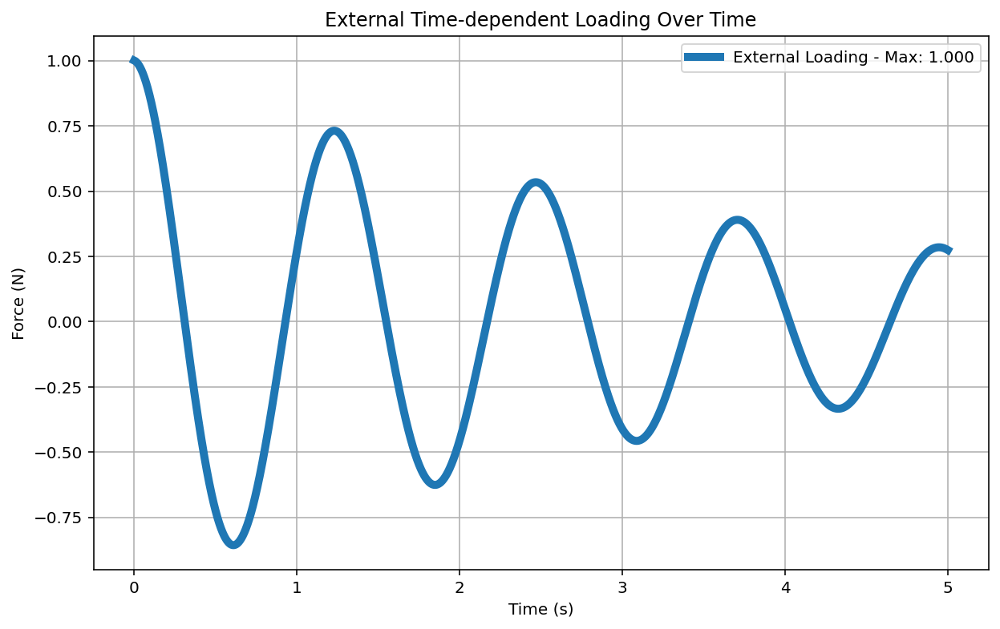 External Time-dependent Loading Over Time
External Loading - Max: 1.000
1.00
0.75
0.50
0.25
0.00
−0.25
−0.50
−0.75
Force (N)
0 1 2 3 4 5
Time (s)